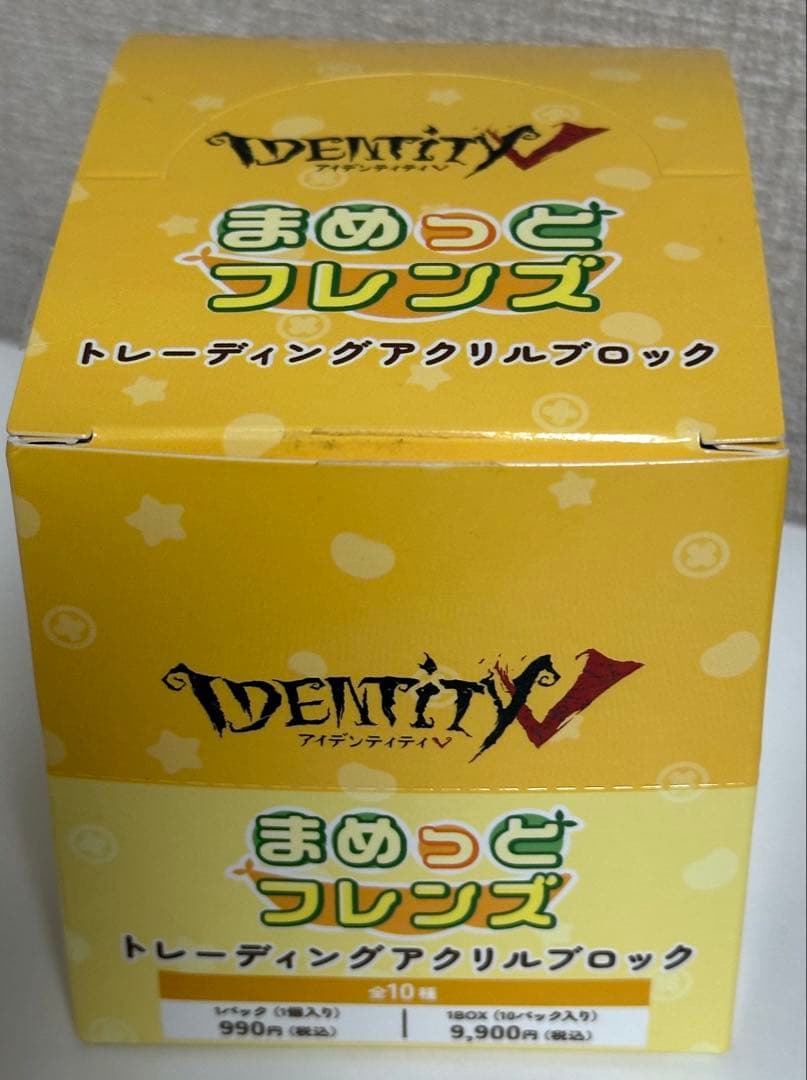 IDENTITY V
アイデンティティV
まめっど
フレンズ
トレーディングアクリルブロック
IDENTITY V
アイデンティティV
まめっど
フレンズ
トレーディングアクリルブロック
全10種
1パック（1個入り）
990円（税込）
1BOX（10パック入り）
9,900円（税込）